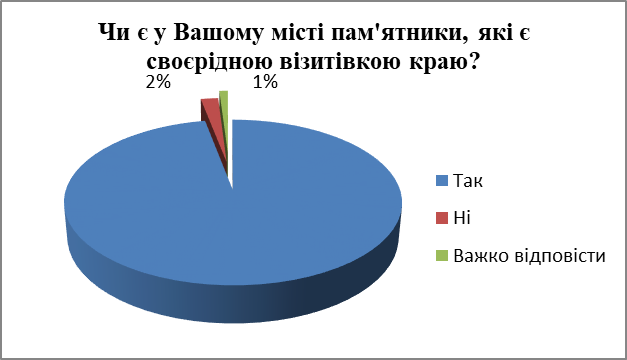 Чи є у Вашому місті пам'ятники, які є
своєрідною візитівкою краю?
2%
1%
Так
Ні
Важко відповісти